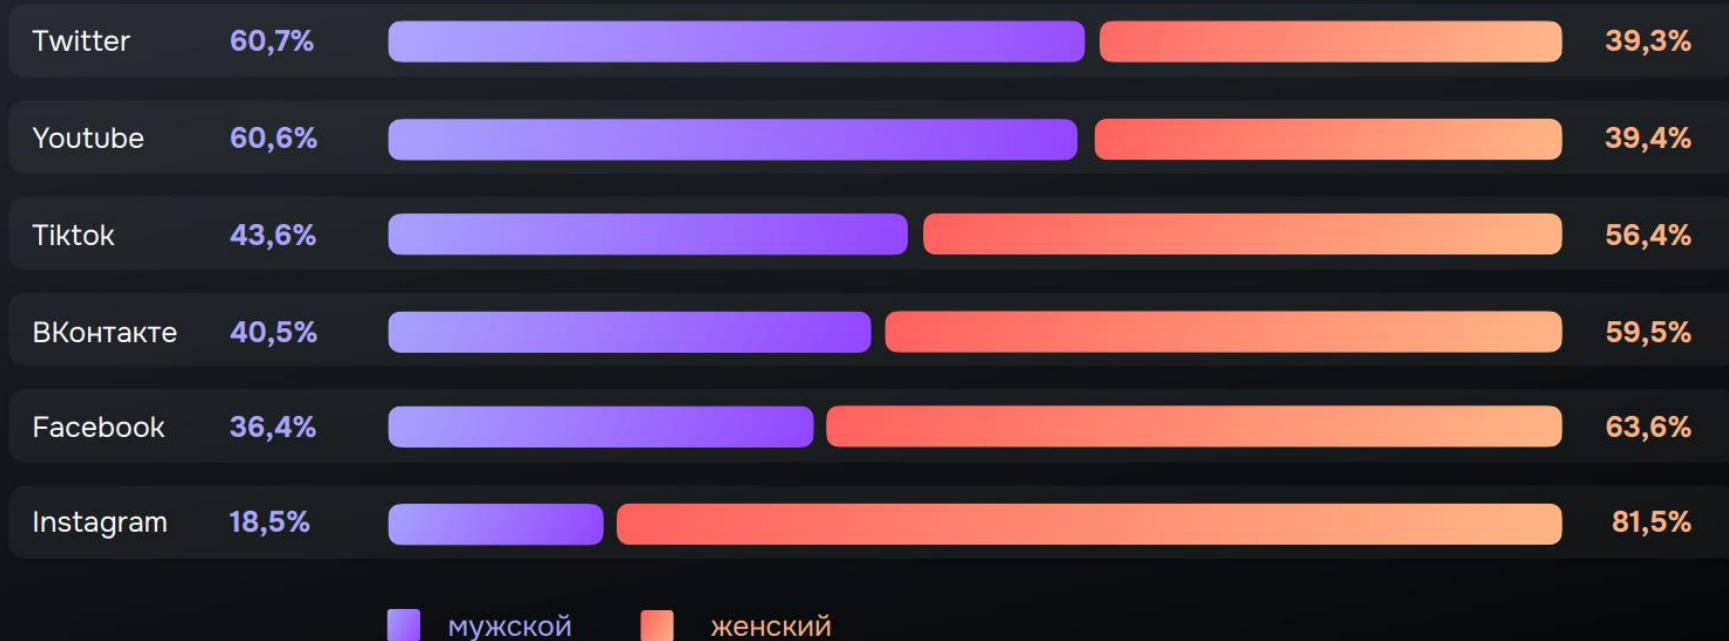 Twitter 60,7% 39,3%
Youtube 60,6% 39,4%
Tiktok 43,6% 56,4%
ВКонтакте 40,5% 59,5%
Facebook 36,4% 63,6%
Instagram 18,5% 81,5%
мужской женский